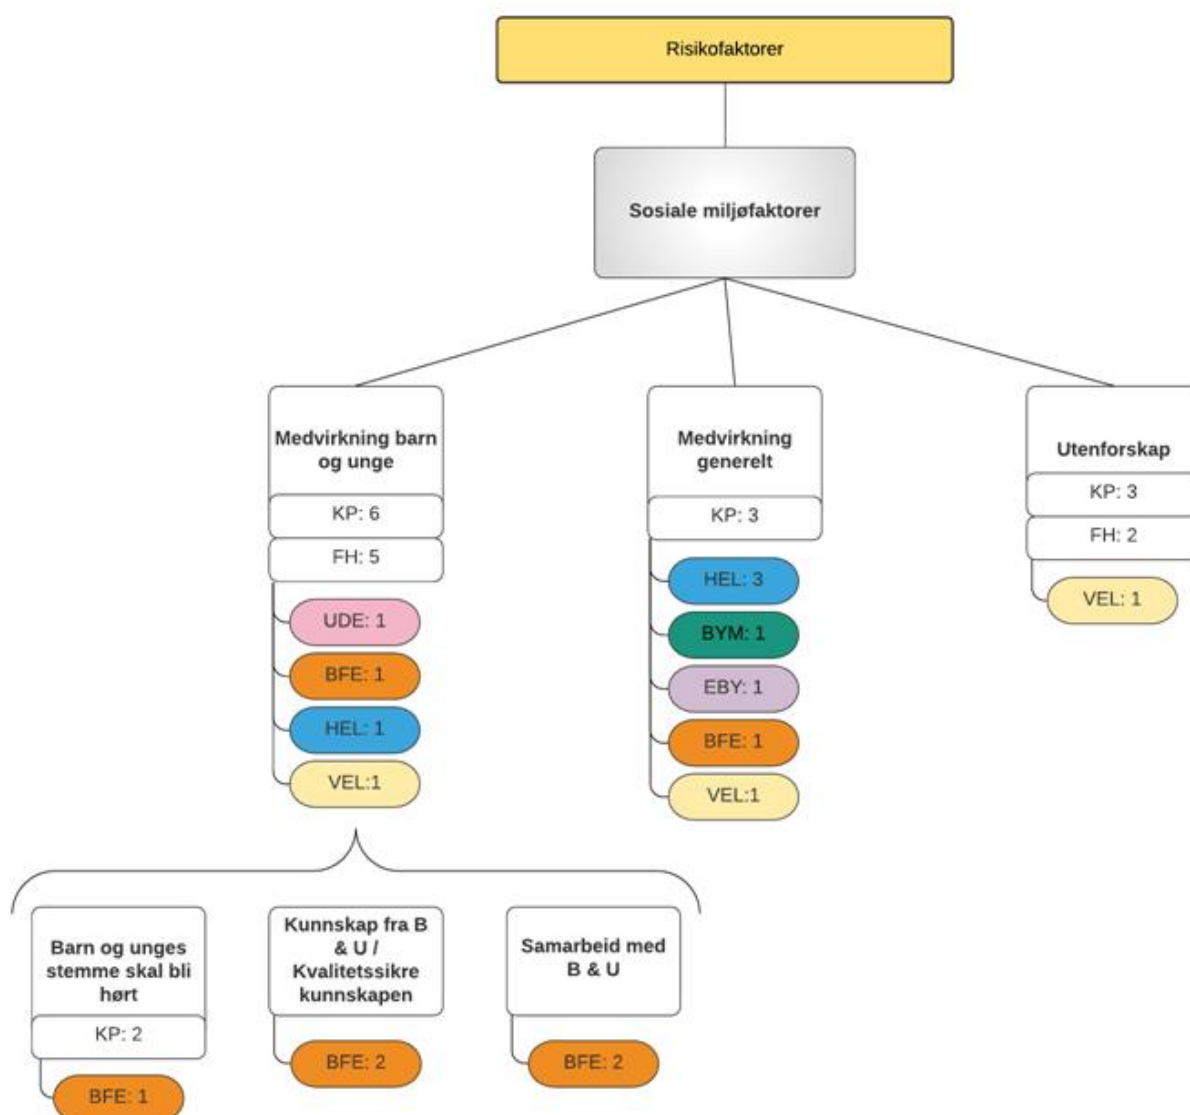 Risikofaktorer
Sosiale miljøfaktorer
Medvirkning barn
og unge
KP: 6
FH: 5
UDE: 1
BFE: 1
HEL: 1
VEL:1
Medvirkning
generelt
KP: 3
HEL: 3
BYM: 1
EBY: 1
BFE: 1
VEL:1
Utenforskap
KP: 3
FH: 2
VEL: 1
Barn og unges
stemme skal bli
hørt
KP: 2
BFE: 1
Kunnskap fra B
& U /
Kvalitetssikre
kunnskapen
BFE: 2
Samarbeid med
B & U
BFE: 2